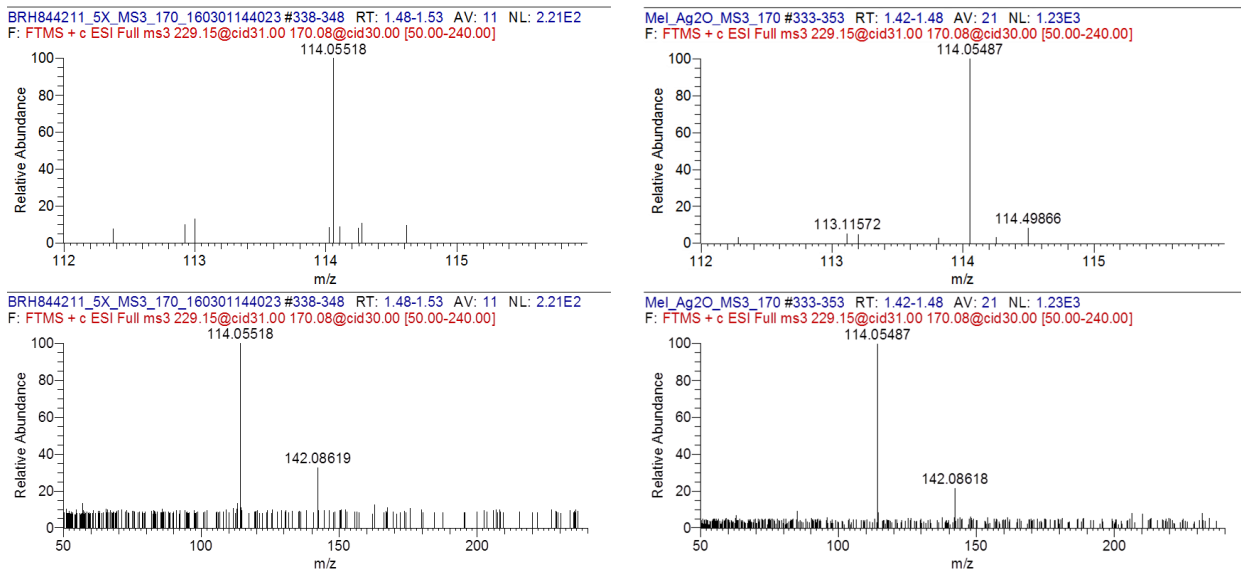 BRH844211_5X_MS3_170_160301144023 #338-348 RT: 1.48-1.53 AV: 11 NL: 2.21E2
F: FTMS + c ESI Full ms3 229.15@cid31.00 170.08@cid30.00 [50.00-240.00]
114.05518
100
80
60
40
20
0
Relative Abundance
112 113 114 115
m/z
Mel_Ag2O_MS3_170 #333-353 RT: 1.42-1.48 AV: 21 NL: 1.23E3
F: FTMS + c ESI Full ms3 229.15@cid31.00 170.08@cid30.00 [50.00-240.00]
114.05487
100
80
60
40
20
0
Relative Abundance
113.11572
114.49866
112 113 114 115
m/z
BRH844211_5X_MS3_170_160301144023 #338-348 RT: 1.48-1.53 AV: 11 NL: 2.21E2
F: FTMS + c ESI Full ms3 229.15@cid31.00 170.08@cid30.00 [50.00-240.00]
114.05518
100
80
60
40
20
0
Relative Abundance
142.08619
50 100 150 200
m/z
Mel_Ag2O_MS3_170 #333-353 RT: 1.42-1.48 AV: 21 NL: 1.23E3
F: FTMS + c ESI Full ms3 229.15@cid31.00 170.08@cid30.00 [50.00-240.00]
114.05487
100
80
60
40
20
0
Relative Abundance
142.08618
50 100 150 200
m/z